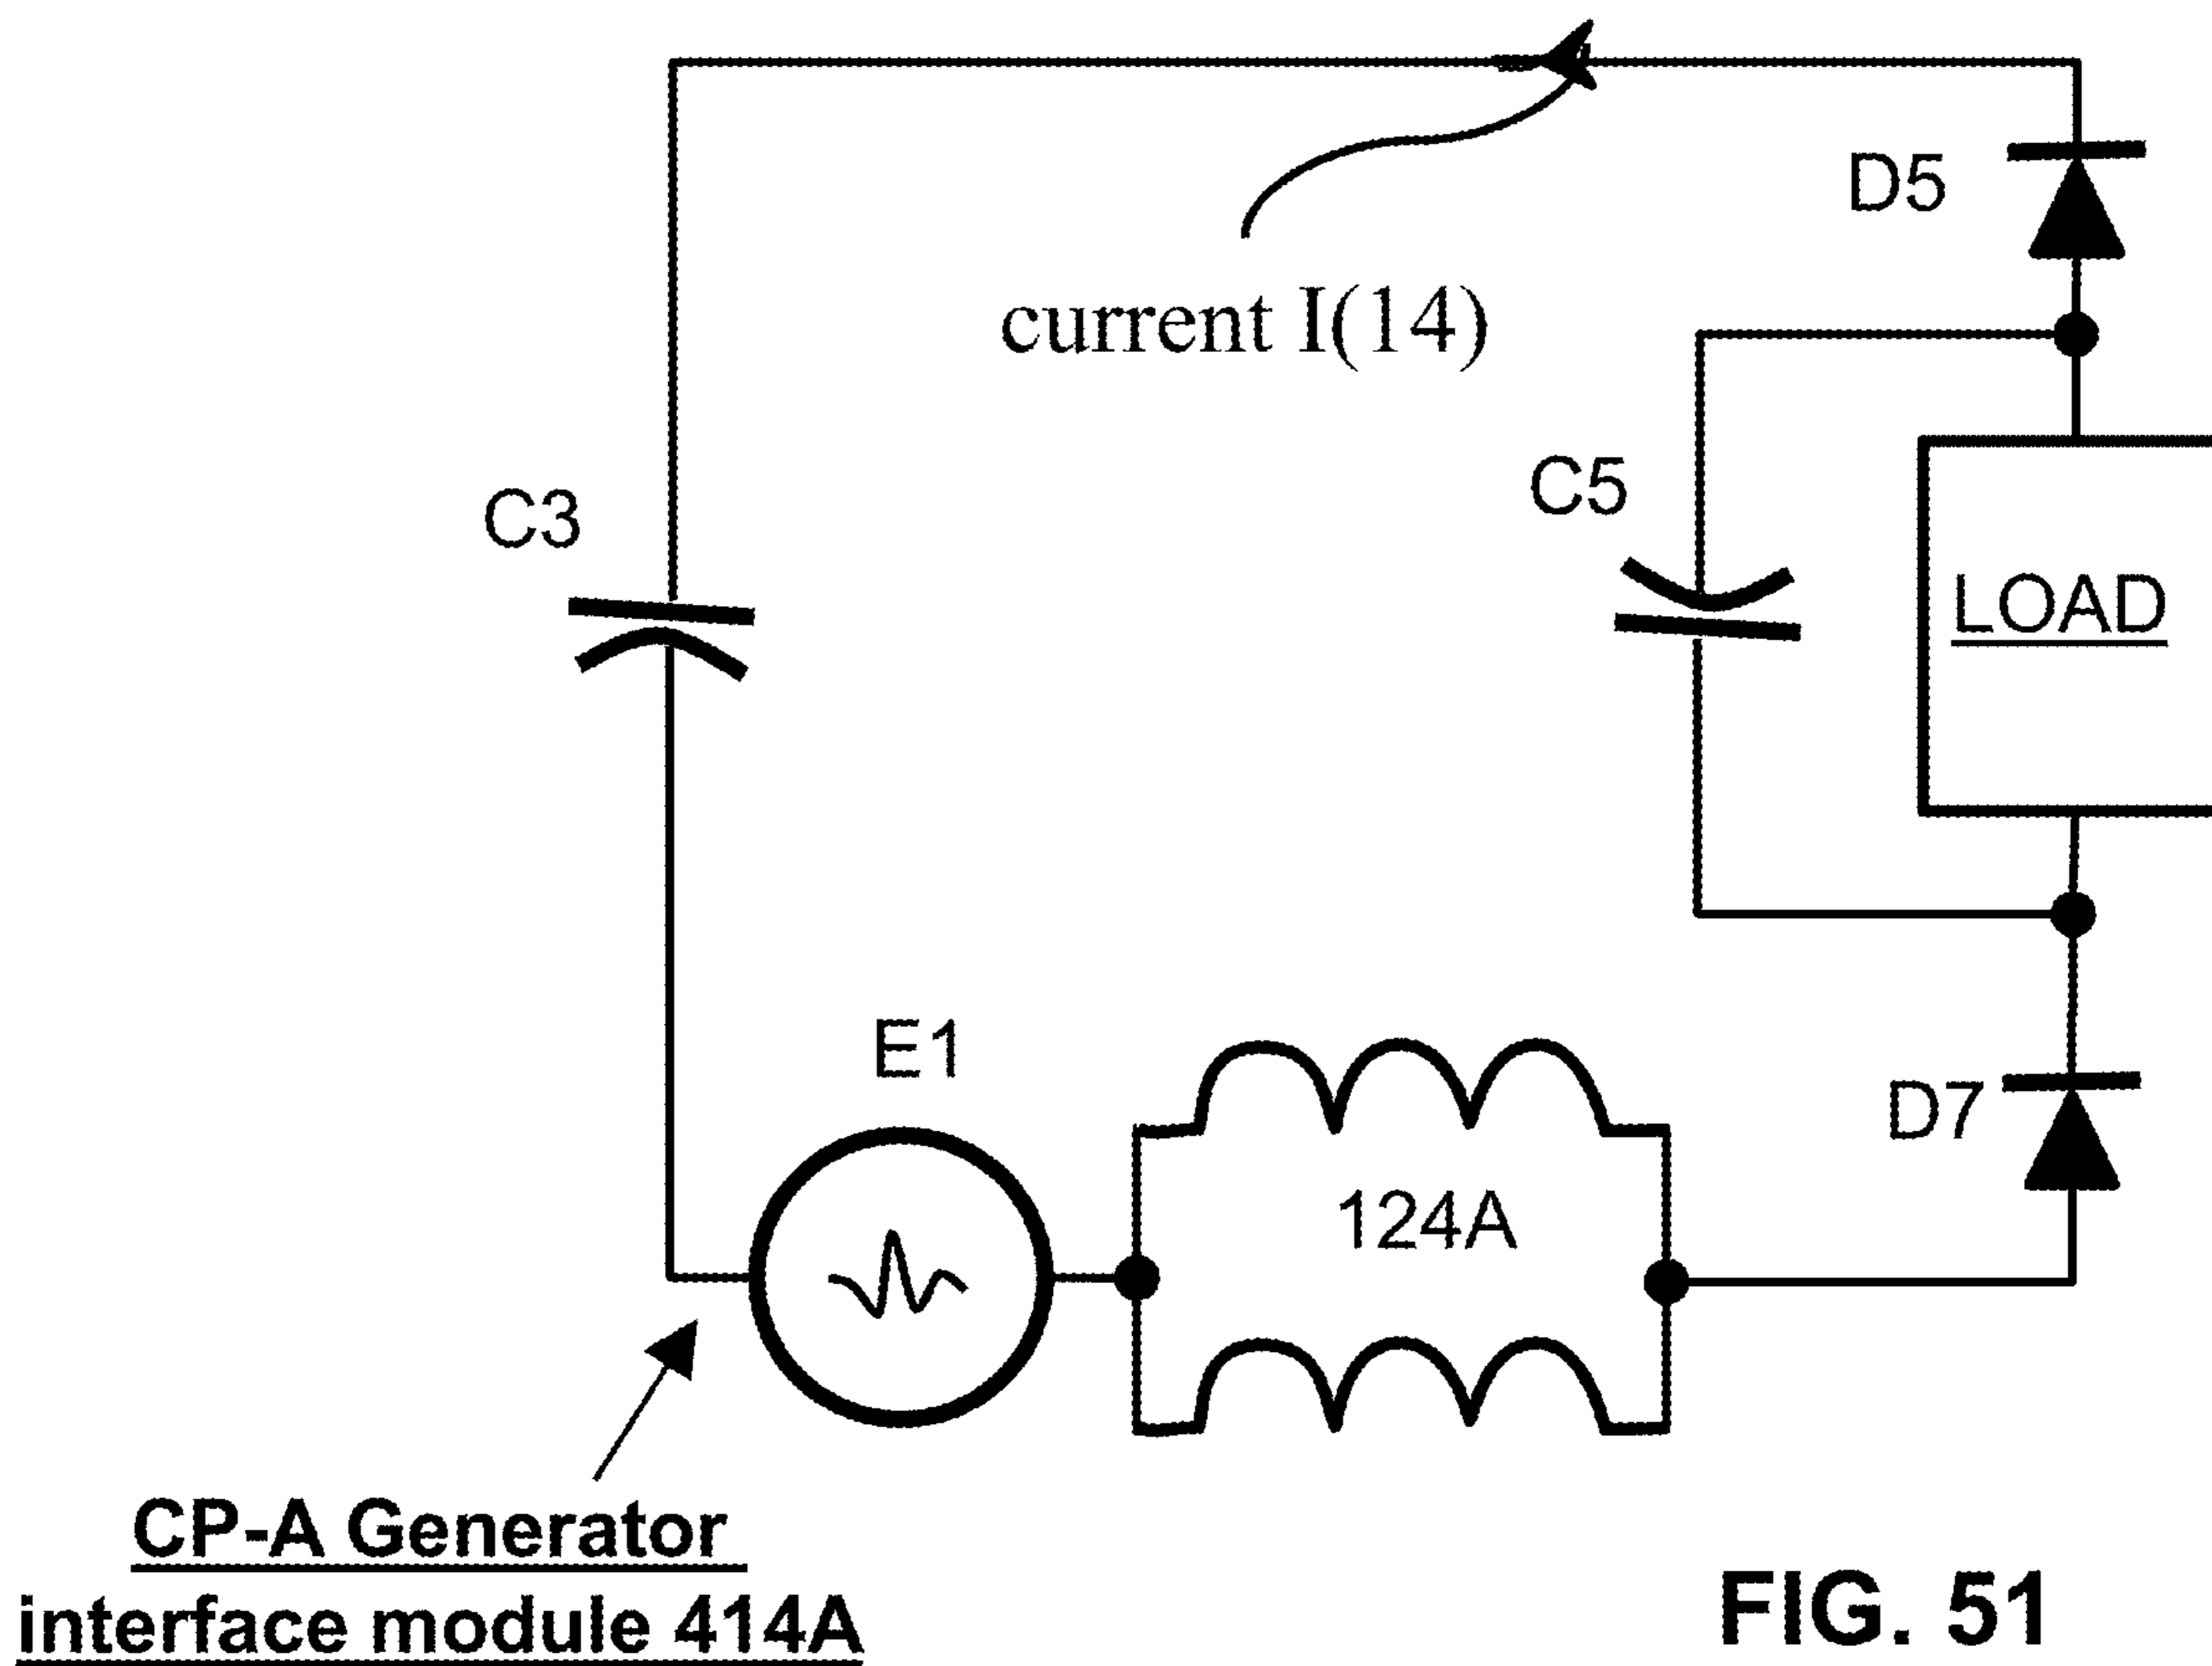 D5
current I(14)
C3
C5
LOAD
E1
D7
124A
CP-A Generator
interface module 414A
FIG. 51